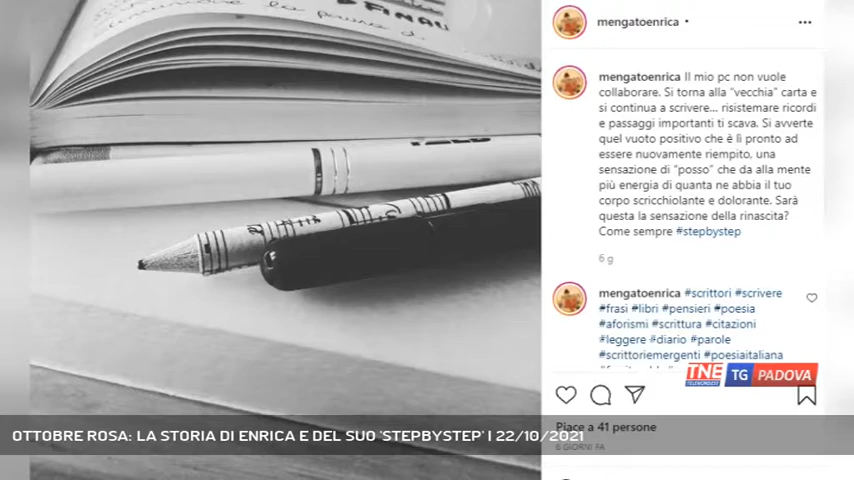 FINAL
mengatoenrica •
mengatoenrica Il mio pc non vuole
collaborare. Si torna alla "vecchia" carta e
si continua a scrivere... risistemare ricordi
e passaggi importanti ti scava. Si avverte
quel vuoto positivo che è lì pronto ad
essere nuovamente riempito, una
sensazione di "posso" che da alla mente
più energia di quanta ne abbia il tuo
corpo scricchiolante e dolorante. Sarà
questa la sensazione della rinascita?
Come sempre #stepbystep
6 g
mengatoenrica #scrittori #scrivere
#frasi #libri #pensieri #poesia
#aforismi #scrittura #citazioni
#leggere #diario #parole
#scrittoriemergenti #poesiaitaliana
TNE TG PADOVA
TELENORDEST
Piace a 41 persone
OTTOBRE ROSA: LA STORIA DI ENRICA E DEL SUO 'STEPBYSTEP' | 22/10/2021
6 GIORNI FA